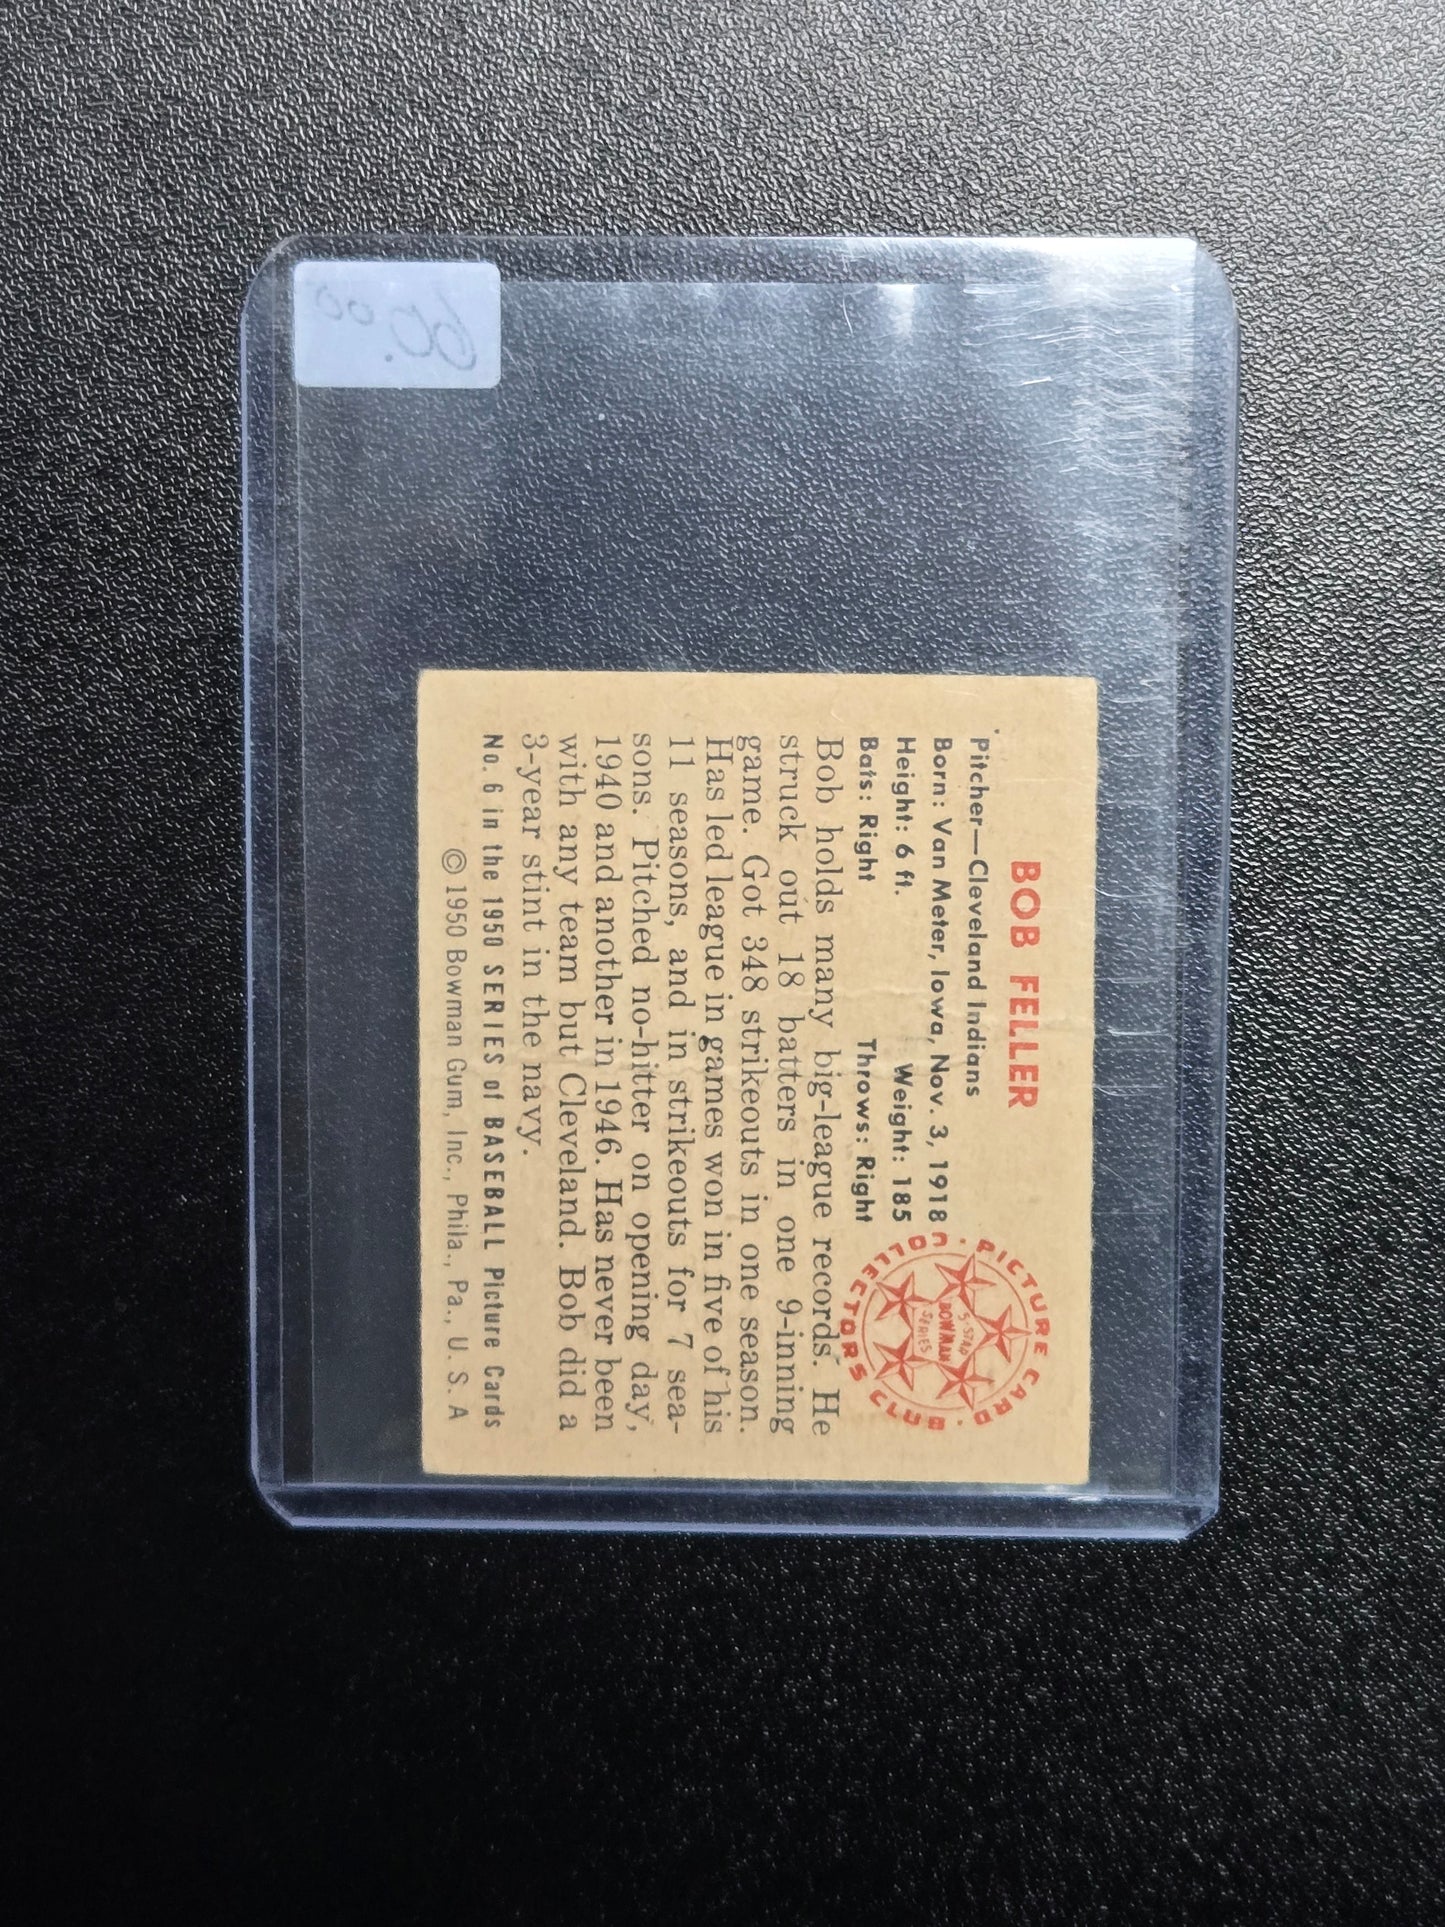 BOB FELLER
Pitcher—Cleveland Indians
Born: Van Meter, Iowa, Nov. 3, 1918
Height: 6 ft. Weight: 185
Bats: Right Throws: Right
PICTURE CARD · COLLECTORS CLUB ·
5-STAR
BOWMAN
SERIES
Bob holds many big-league records. He
struck out 18 batters in one 9-inning
game. Got 348 strikeouts in one season.
Has led league in games won in five of his
11 seasons, and in strikeouts for 7 sea-
sons. Pitched no-hitter on opening day,
1940 and another in 1946. Has never been
with any team but Cleveland. Bob did a
3-year stint in the navy.
No. 6 in the 1950 SERIES of BASEBALL Picture Cards
© 1950 Bowman Gum, Inc., Phila., Pa., U. S. A